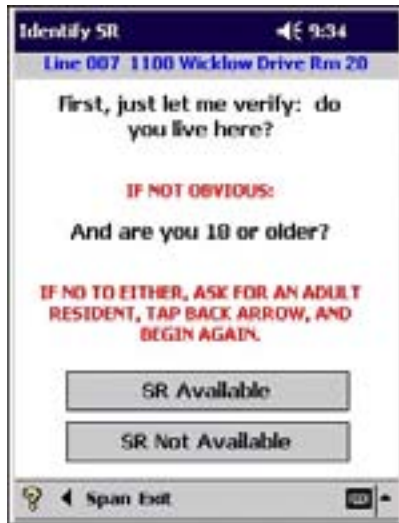 Identify SR 9:34
Line 007 1100 Wicklow Drive Rm 20
First, just let me verify: do
you live here?
IF NOT OBVIOUS:
And are you 18 or older?
IF NO TO EITHER, ASK FOR AN ADULT
RESIDENT, TAP BACK ARROW, AND
BEGIN AGAIN.
SR Available
SR Not Available
Span Exit